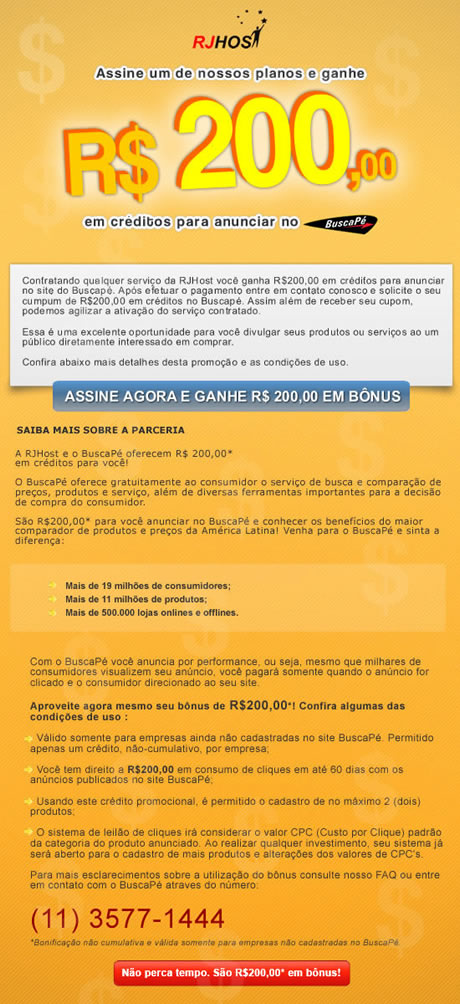 RJHOST
Assine um de nossos planos e ganhe
R$ 200,00
em créditos para anunciar no BuscaPé
Contratando qualquer serviço da RJHost você ganha R$200,00 em créditos para anunciar
no site do Buscapé. Após efetuar o pagamento entre em contato conosco e solicite o seu
cumpum de R$200,00 em créditos no Buscapé. Assim além de receber seu cupom,
podemos agilizar a ativação do serviço contratado.
Essa é uma excelente oportunidade para você divulgar seus produtos ou serviços ao um
público diretamente interessado em comprar.
Confira abaixo mais detalhes desta promoção e as condições de uso.
ASSINE AGORA E GANHE R$ 200,00 EM BÔNUS
SAIBA MAIS SOBRE A PARCERIA
A RJHost e o BuscaPé oferecem R$ 200,00*
em créditos para você!
O BuscaPé oferece gratuitamente ao consumidor o serviço de busca e comparação de
preços, produtos e serviço, além de diversas ferramentas importantes para a decisão
de compra do consumidor.
São R$200,00* para você anunciar no BuscaPé e conhecer os benefícios do maior
comparador de produtos e preços da América Latina! Venha para o BuscaPé e sinta a
diferença:
Mais de 19 milhões de consumidores;
Mais de 11 milhões de produtos;
Mais de 500.000 lojas onlines e offlines.
Com o BuscaPé você anuncia por performance, ou seja, mesmo que milhares de
consumidores visualizem seu anúncio, você pagará somente quando o anúncio for
clicado e o consumidor direcionado ao seu site.
Aproveite agora mesmo seu bônus de R$200,00*! Confira algumas das
condições de uso :
Válido somente para empresas ainda não cadastradas no site BuscaPé. Permitido
apenas um crédito, não-cumulativo, por empresa;
Você tem direito a R$200,00 em consumo de cliques em até 60 dias com os
anúncios publicados no site BuscaPé;
Usando este crédito promocional, é permitido o cadastro de no máximo 2 (dois)
produtos;
O sistema de leilão de cliques irá considerar o valor CPC (Custo por Clique) padrão
da categoria do produto anunciado. Ao realizar qualquer investimento, seu sistema já
será aberto para o cadastro de mais produtos e alterações dos valores de CPC's.
Para mais esclarecimentos sobre a utilização do bônus consulte nosso FAQ ou entre
em contato com o BuscaPé atraves do número:
(11) 3577-1444
*Bonificação não cumulativa e válida somente para empresas não cadastradas no BuscaPé.
Não perca tempo. São R$200,00* em bônus!